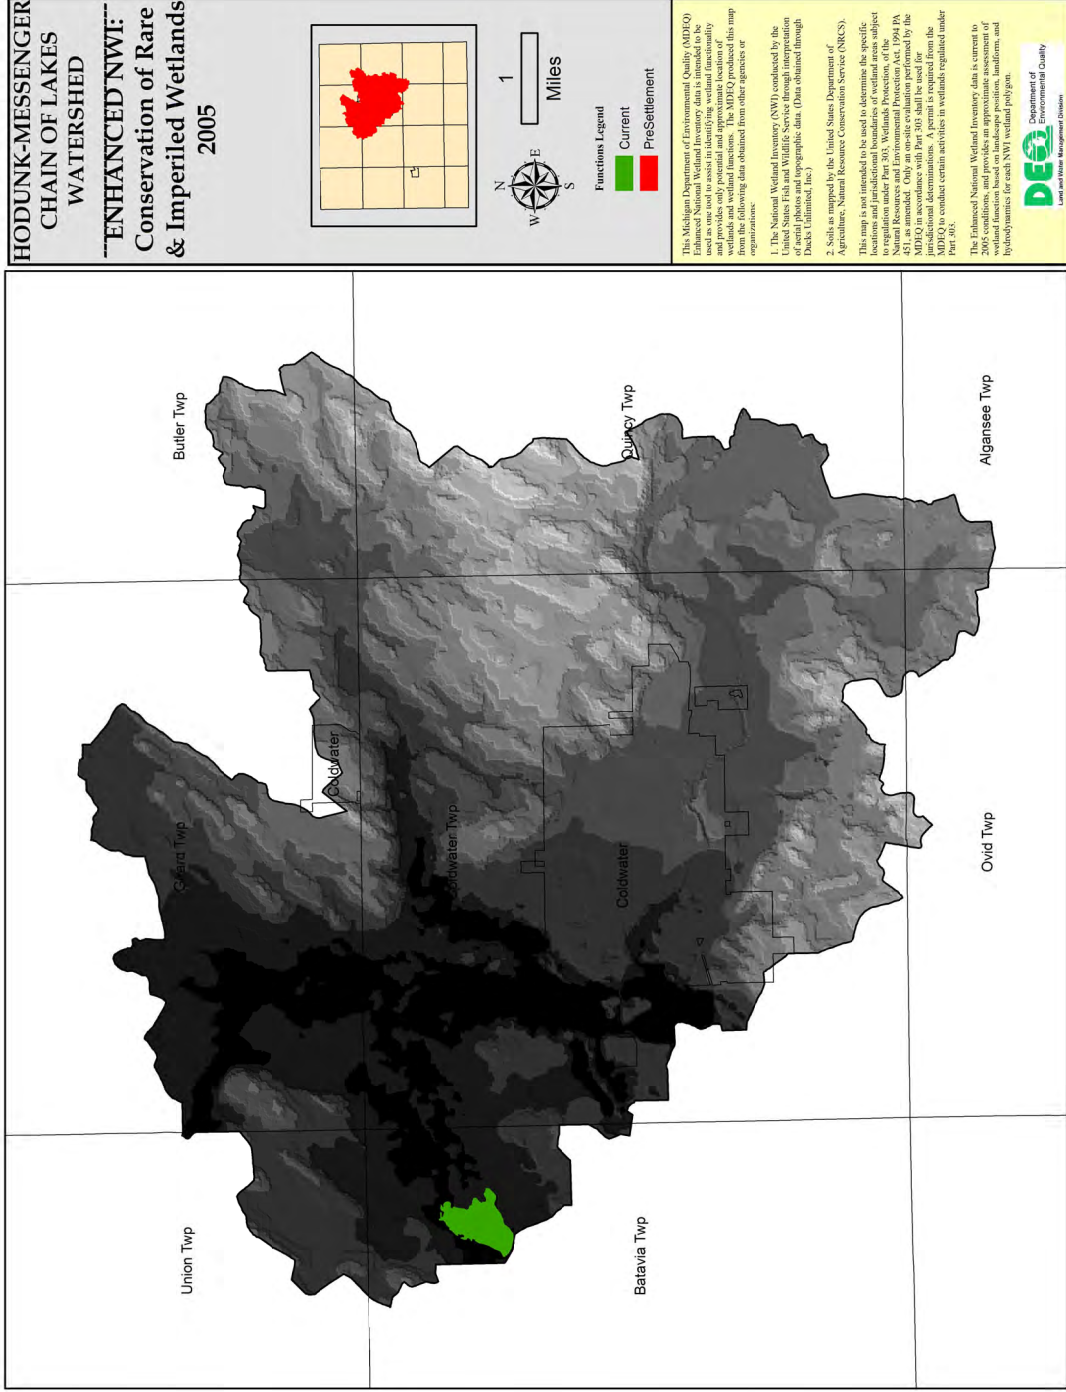 HODUNK-MESSENGER
CHAIN OF LAKES
WATERSHED
ENHANCED NWI:
Conservation of Rare
& Imperiled Wetlands
2005
N
W
E
S
1
Miles
Functions Legend
Current
PreSettlement
This Michigan Department of Environmental Quality (MDEQ)
Enhanced National Wetland Inventory data is intended to be
used as one tool to assist in identifying wetland functionality
and provides only potential and approximate location of
wetlands and wetland functions. The MDEQ produced this map
from the following data obtained from other agencies or
organizations:
1. The National Wetland Inventory (NWI) conducted by the
United States Fish and Wildlife Service through interpretation
of aerial photos and topographic data. (Data obtained through
Ducks Unlimited, Inc.)
2. Soils as mapped by the United States Department of
Agriculture, Natural Resource Conservation Service (NRCS).
This map is not intended to be used to determine the specific
locations and jurisdictional boundaries of wetland areas subject
to regulation under Part 303, Wetlands Protection, of the
Natural Resources and Environmental Protection Act, 1994 PA
451, as amended. Only an on-site evaluation performed by the
MDEQ in accordance with Part 303 shall be used for
jurisdictional determinations. A permit is required from the
MDEQ to conduct certain activities in wetlands regulated under
Part 303.
The Enhanced National Wetland Inventory data is current to
2005 conditions, and provides an approximate assessment of
wetland function based on landscape position, landform, and
hydrodynamics for each NWI wetland polygon.
DEQ
Department of
Environmental Quality
Land and Water Management Division
Union Twp
Girard Twp
Butler Twp
Coldwater
Coldwater Twp
Batavia Twp
Coldwater
Quincy Twp
Ovid Twp
Algansee Twp